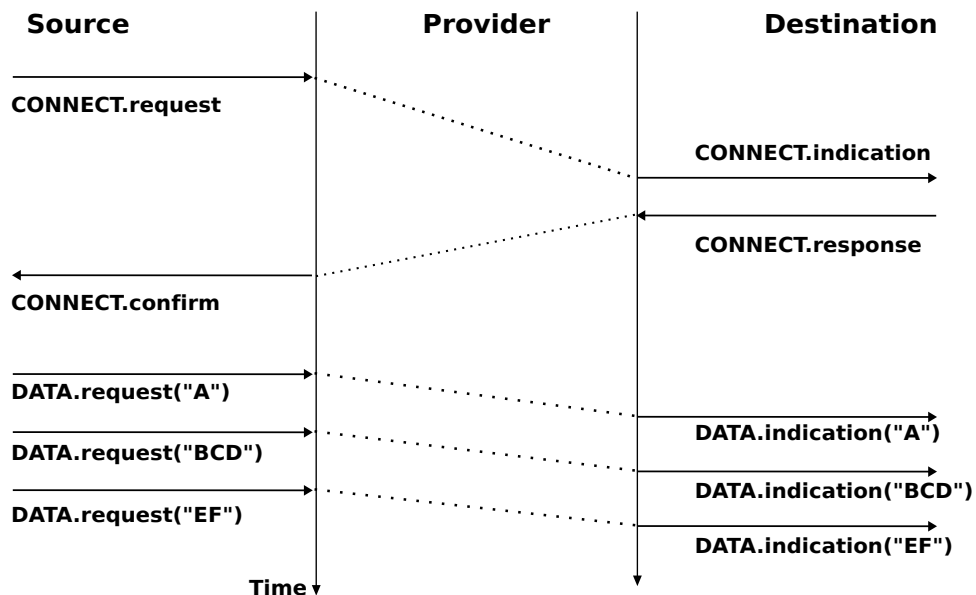 Source Provider Destination
CONNECT.request
CONNECT.indication
CONNECT.response
CONNECT.confirm
DATA.request("A")
DATA.indication("A")
DATA.request("BCD")
DATA.indication("BCD")
DATA.request("EF")
DATA.indication("EF")
Time